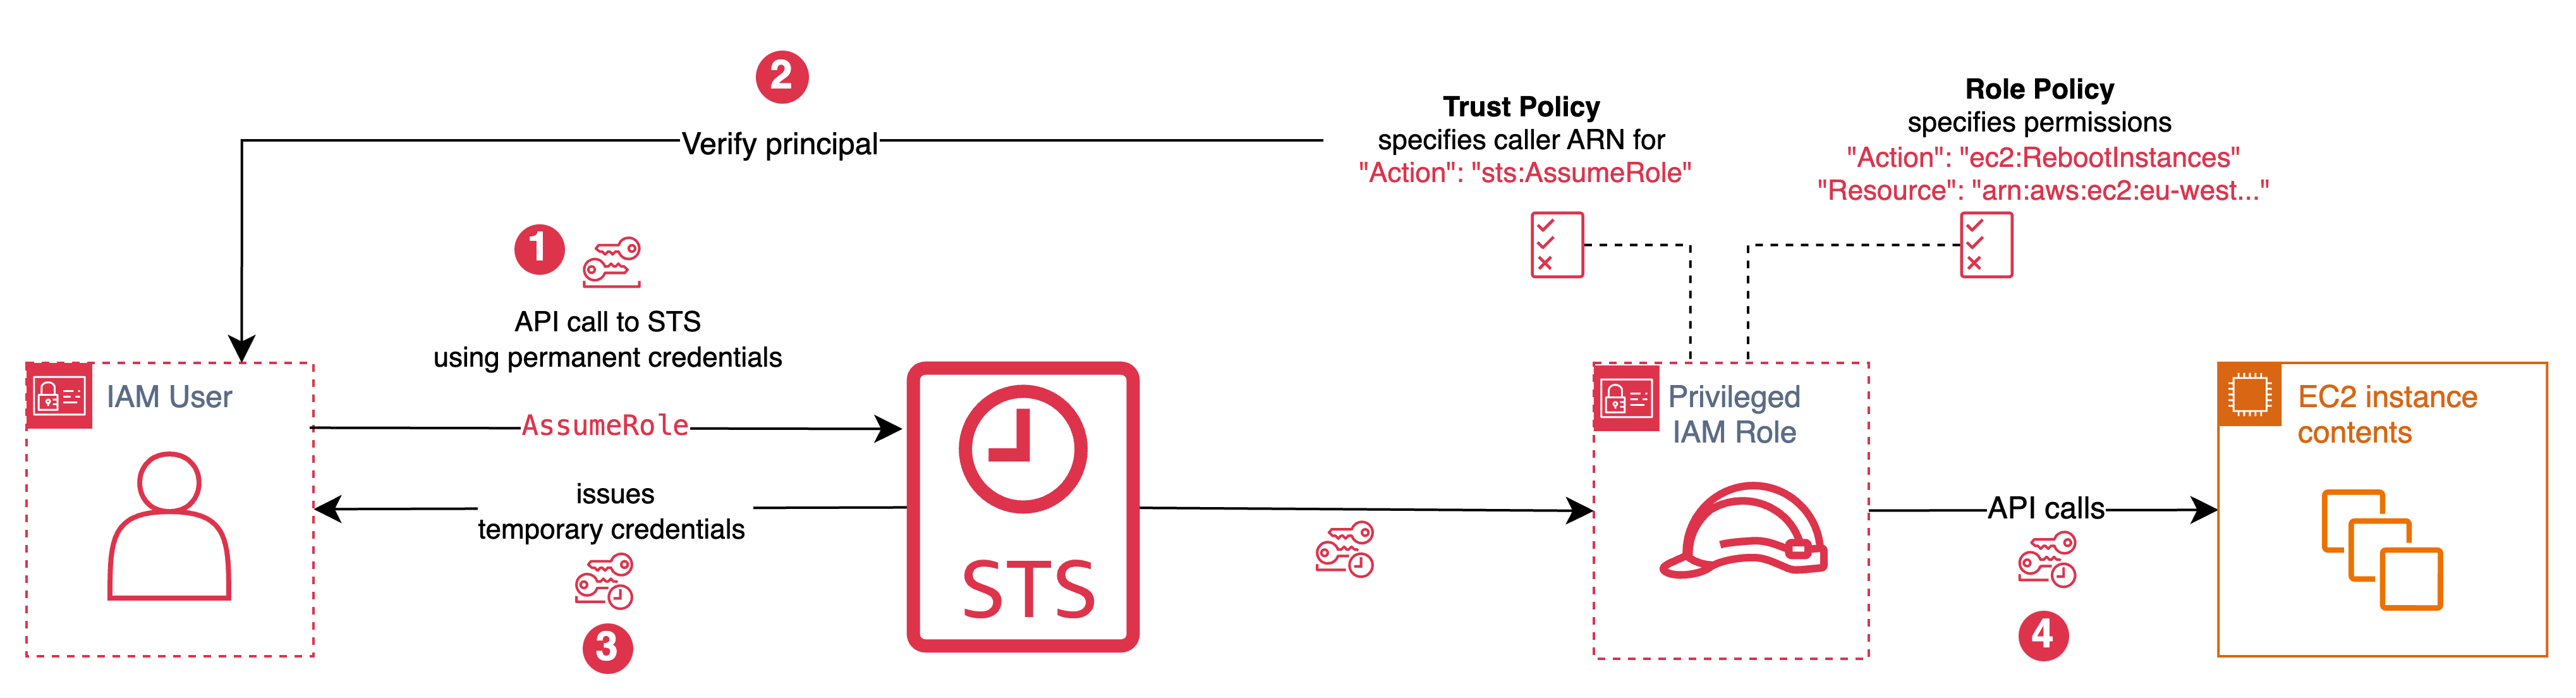 2
Verify principal
Trust Policy
specifies caller ARN for
"Action": "sts:AssumeRole"
Role Policy
specifies permissions
"Action": "ec2:RebootInstances"
"Resource": "arn:aws:ec2:eu-west..."
1
API call to STS
using permanent credentials
IAM User
AssumeRole
issues
temporary credentials
3
STS
Privileged
IAM Role
API calls
4
EC2 instance
contents